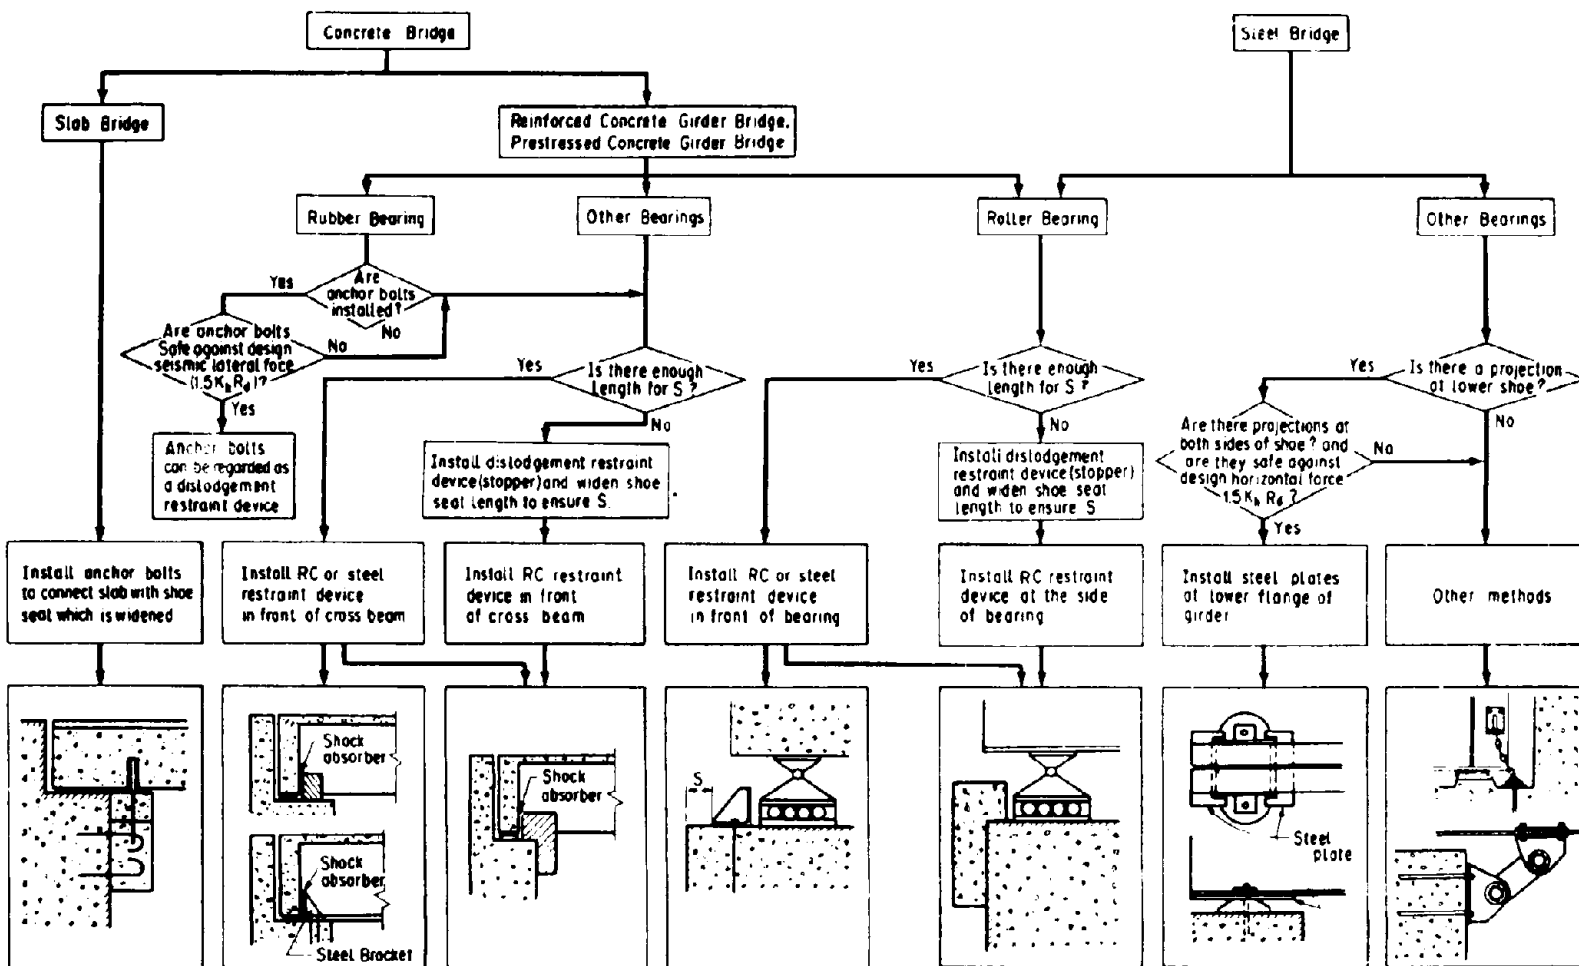 Concrete Bridge
Steel Bridge
Slab Bridge
Reinforced Concrete Girder Bridge.
Prestressed Concrete Girder Bridge
Rubber Bearing
Other Bearings
Roller Bearing
Other Bearings
Yes
Are
anchor bolts
installed?
No
Are anchor bolts
Safe against design
seismic lateral foce
(1.5KhRd)?
No
Yes
Anchor bolts
can be regarded as
a dislodgement
restraint device
Yes
Is there enough
length for S?
No
Install dislodgement restraint
device (stopper) and widen shoe
seat length to ensure S.
Yes
Is there enough
length for S?
No
Install dislodgement
restraint device (stopper)
and widen shoe seat
length to ensure S
Yes
Is there a projection
at lower shoe?
No
Are there projections at
both sides of shoe? and
are they safe against
design horizontal force
1.5KhRd?
No
Yes
Install anchor bolts
to connect slab with shoe
seat which is widened
Install RC or steel
restraint device
in front of cross beam
Install RC restraint
device in front
of cross beam
Install RC or steel
restraint device
in front of bearing
Install RC restraint
device at the side
of bearing
Install steel plates
at lower flange of
girder
Other methods
Shock
absorber
Shock
absorber
Steel Bracket
Shock
absorber
S
Steel
plate